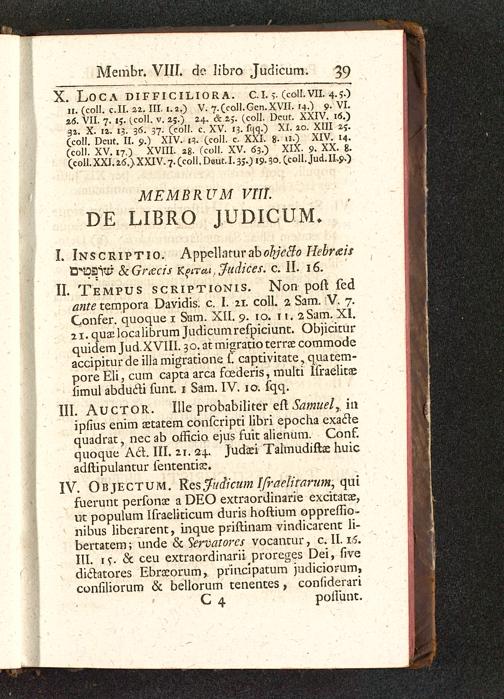 Membr. VIII. de libro Judicum. 39
X. LOCA DIFFICILIORA. C. I. 5. (coll. VII. 4. 5.)
11. (coll. c. II. 22. III. 1. 2.) V. 7. (coll. Gen. XVII. 14.) 9. VI.
26. VII. 7. 15. (coll. v. 25.) 24. & 25. (coll. Deut. XXIV. 16.)
32. X. 12. 13. 36. 37. (coll. c. XV. 13. ſqq.) XI. 20. XIII 25.
(coll. Deut. II. 9.) XIV. 13. (coll. c. XXI. 8. 11.) XIV. 14.
(coll. XV. 17.) XVIII. 28. (coll. XV. 63.) XIX. 9. XX. 8.
(coll. XXI. 26.) XXIV. 7. (coll. Deut. I. 35.) 19. 30. (coll. Jud. II. 9.)
MEMBRUM VIII.
DE LIBRO JUDICUM.
I. INSCRIPTIO. Appellatur ab objecto Hebræis
שׁוֹפְטִים & Græcis Κριται, Judices. c. II. 16.
II. TEMPUS SCRIPTIONIS. Non poſt ſed
ante tempora Davidis. c. I. 21. coll. 2 Sam. V. 7.
Confer. quoque 1 Sam. XII. 9. 10. 11. 2 Sam. XI.
21. quæ loca librum Judicum reſpiciunt. Objicitur
quidem Jud. XVIII. 30. at migratio terræ commode
accipitur de illa migratione ſ. captivitate, qua tem-
pore Eli, cum capta arca fœderis, multi Iſraelitæ
ſimul abducti ſunt. 1 Sam. IV. 10. ſqq.
III. AUCTOR. Ille probabiliter eſt Samuel, in
ipſius enim ætatem conſcripti libri epocha exacte
quadrat, nec ab officio ejus fuit alienum. Conf.
quoque Act. III. 21. 24. Judæi Talmudiſtæ huic
adſtipulantur ſententiæ.
IV. OBJECTUM. Res Judicum Iſraelitarum, qui
fuerunt perſonæ a DEO extraordinarie excitatæ,
ut populum Iſraeliticum duris hoſtium oppreſſio-
nibus liberarent, inque priſtinam vindicarent li-
bertatem; unde & Servatores vocantur, c. II. 16.
III. 15. & ceu extraordinarii proreges Dei, ſive
dictatores Ebræorum, principatum judiciorum,
conſiliorum & bellorum tenentes, conſiderari
C 4 poſſunt.